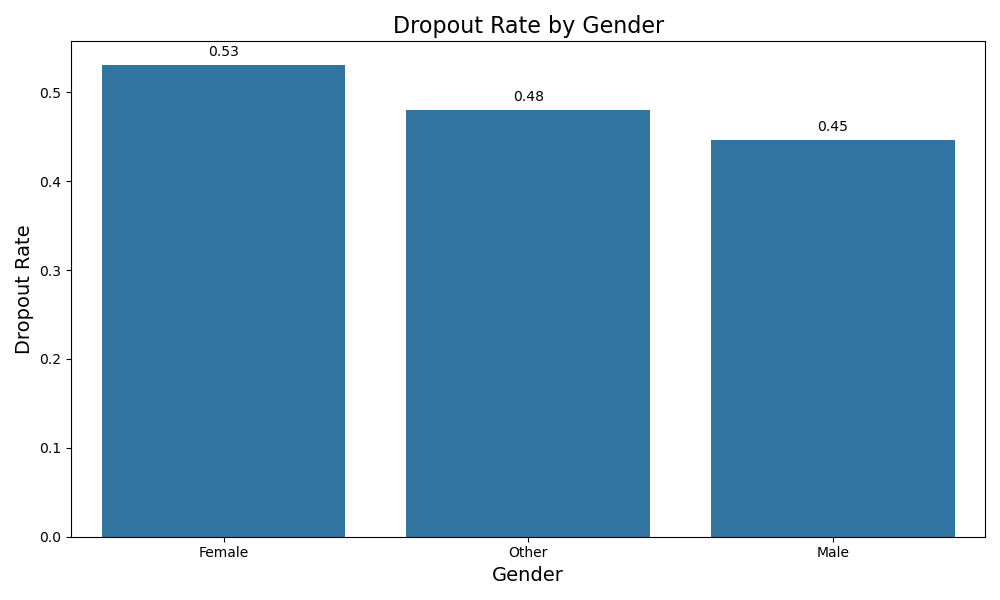 Dropout Rate by Gender
0.53
0.48
0.45
0.5
0.4
0.3
0.2
0.1
0.0
Dropout Rate
Female
Other
Male
Gender